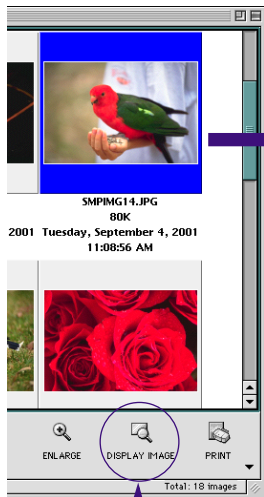 SMPIMG14.JPG
80K
2001 Tuesday, September 4, 2001
11:08:56 AM
ENLARGE DISPLAY IMAGE PRINT
Total: 18 images